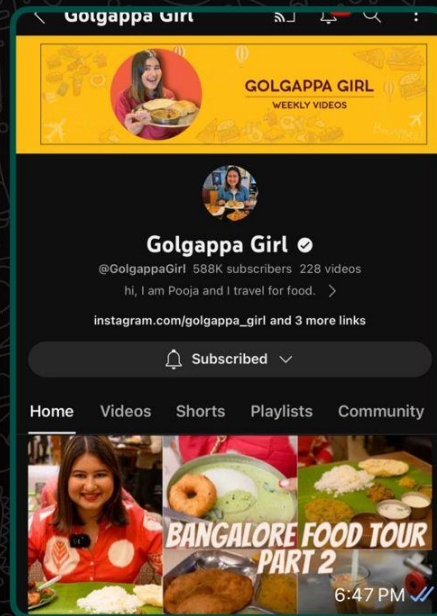 Golgappa Girl
GOLGAPPA GIRL
WEEKLY VIDEOS
Golgappa Girl
@GolgappaGirl 588K subscribers 228 videos
hi, I am Pooja and I travel for food.
instagram.com/golgappa_girl and 3 more links
Subscribed
Home Videos Shorts Playlists Community
BANGALORE FOOD TOUR
PART 2
6:47 PM